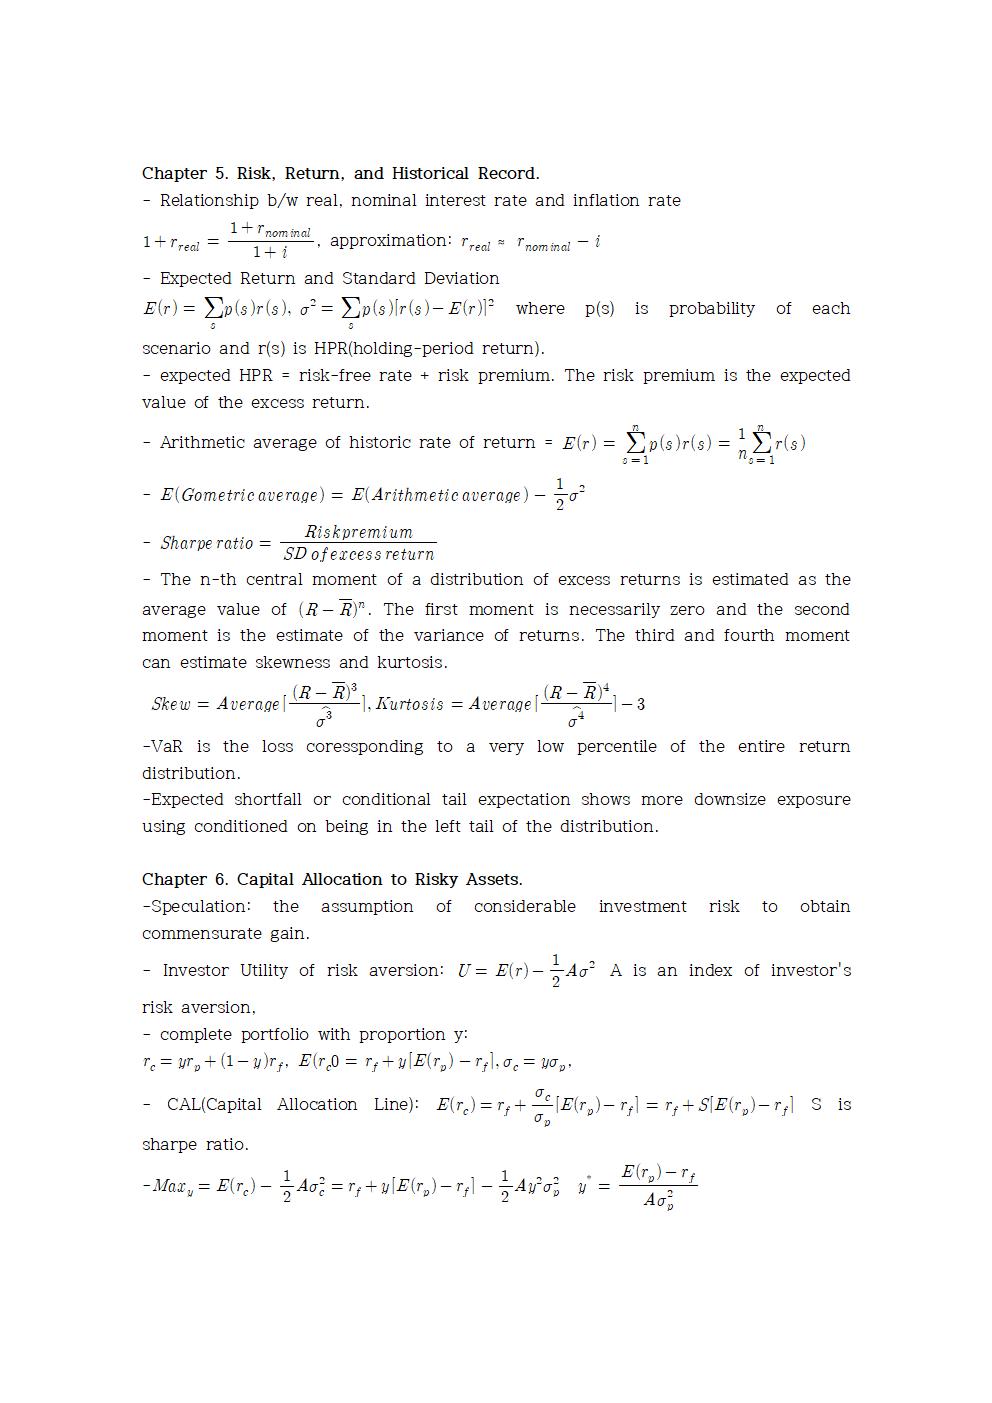 Chapter 5. Risk, Return, and Historical Record.
- Relationship b/w real, nominal interest rate and inflation rate
$1+r_{real} = \frac{1+r_{nominal}}{1+i}$, approximation: $r_{real} \approx r_{nominal} - i$
- Expected Return and Standard Deviation
$E(r) = \sum_s p(s)r(s), \sigma^2 = \sum_s p(s)[r(s) - E(r)]^2$ where p(s) is probability of each
scenario and r(s) is HPR(holding-period return).
- expected HPR = risk-free rate + risk premium. The risk premium is the expected
value of the excess return.
- Arithmetic average of historic rate of return = $E(r) = \sum_{s=1}^{n} p(s)r(s) = \frac{1}{n}\sum_{s=1}^{n} r(s)$
- $E(Gometric average) = E(Arithmetic average) - \frac{1}{2}\sigma^2$
- $Sharpe ratio = \frac{Risk premium}{SD of excess return}$
- The n-th central moment of a distribution of excess returns is estimated as the
average value of $(R - \overline{R})^n$. The first moment is necessarily zero and the second
moment is the estimate of the variance of returns. The third and fourth moment
can estimate skewness and kurtosis.
$Skew = Average[\frac{(R-\overline{R})^3}{\hat{\sigma^3}}], Kurtosis = Average[\frac{(R-\overline{R})^4}{\hat{\sigma^4}}] - 3$
-VaR is the loss coressponding to a very low percentile of the entire return
distribution.
-Expected shortfall or conditional tail expectation shows more downsize exposure
using conditioned on being in the left tail of the distribution.
Chapter 6. Capital Allocation to Risky Assets.
-Speculation: the assumption of considerable investment risk to obtain
commensurate gain.
- Investor Utility of risk aversion: $U = E(r) - \frac{1}{2}A\sigma^2$ A is an index of investor's
risk aversion,
- complete portfolio with proportion y:
$r_c = yr_p + (1-y)r_f, E(r_c0 = r_f + y[E(r_p) - r_f], \sigma_c = y\sigma_p,$
- CAL(Capital Allocation Line): $E(r_c) = r_f + \frac{\sigma_c}{\sigma_p}[E(r_p) - r_f] = r_f + S[E(r_p) - r_f]$ S is
sharpe ratio.
-$Max_y = E(r_c) - \frac{1}{2}A\sigma_c^2 = r_f + y[E(r_p) - r_f] - \frac{1}{2}Ay^2\sigma_p^2 \quad y^* = \frac{E(r_p) - r_f}{A\sigma_p^2}$